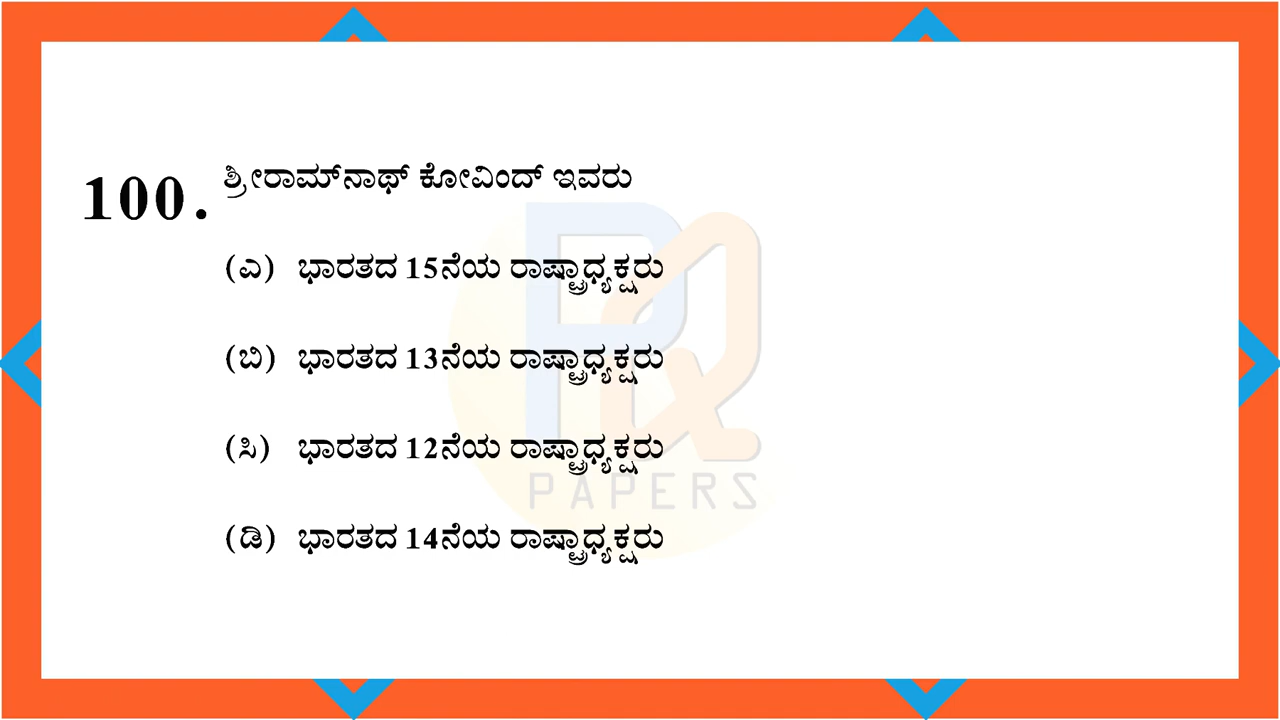 100. ಶ್ರೀರಾಮ್‌ನಾಥ್ ಕೋವಿಂದ್ ಇವರು
(ಎ) ಭಾರತದ 15ನೆಯ ರಾಷ್ಟ್ರಾಧ್ಯಕ್ಷರು
(ಬಿ) ಭಾರತದ 13ನೆಯ ರಾಷ್ಟ್ರಾಧ್ಯಕ್ಷರು
(ಸಿ) ಭಾರತದ 12ನೆಯ ರಾಷ್ಟ್ರಾಧ್ಯಕ್ಷರು
PAPERS
(ಡಿ) ಭಾರತದ 14ನೆಯ ರಾಷ್ಟ್ರಾಧ್ಯಕ್ಷರು